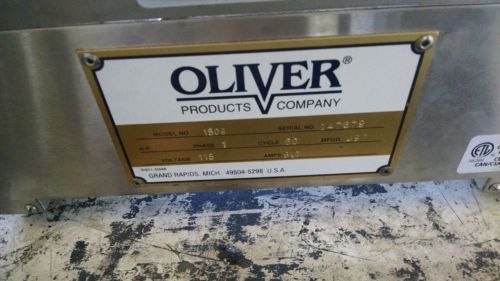 OLIVER®
PRODUCTS COMPANY
MODEL NO. SERIAL NO.
H.P. PHASE 1 CYCLE 60 MFGD.
VOLTAGE 115 AMPS
GRAND RAPIDS, MICH. 49504-5298 U.S.A.